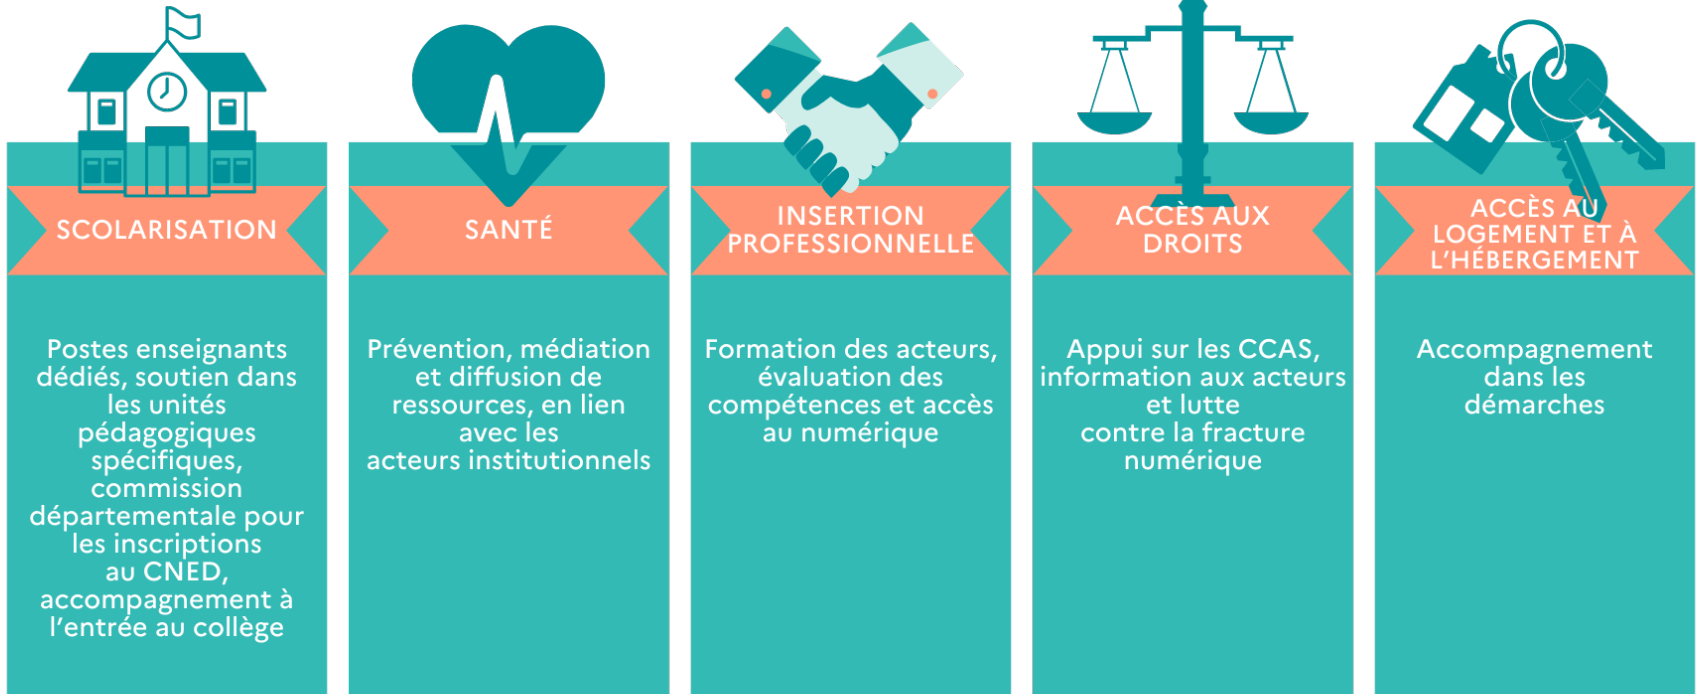 SCOLARISATION
Postes enseignants
dédiés, soutien dans
les unités
pédagogiques
spécifiques,
commission
départementale pour
les inscriptions
au CNED,
accompagnement à
l'entrée au collège
SANTÉ
Prévention, médiation
et diffusion de
ressources, en lien
avec les
acteurs institutionnels
INSERTION
PROFESSIONNELLE
Formation des acteurs,
évaluation des
compétences et accès
au numérique
ACCÈS AUX
DROITS
Appui sur les CCAS,
information aux acteurs
et lutte
contre la fracture
numérique
ACCÈS AU
LOGEMENT ET À
L'HÉBERGEMENT
Accompagnement
dans les
démarches